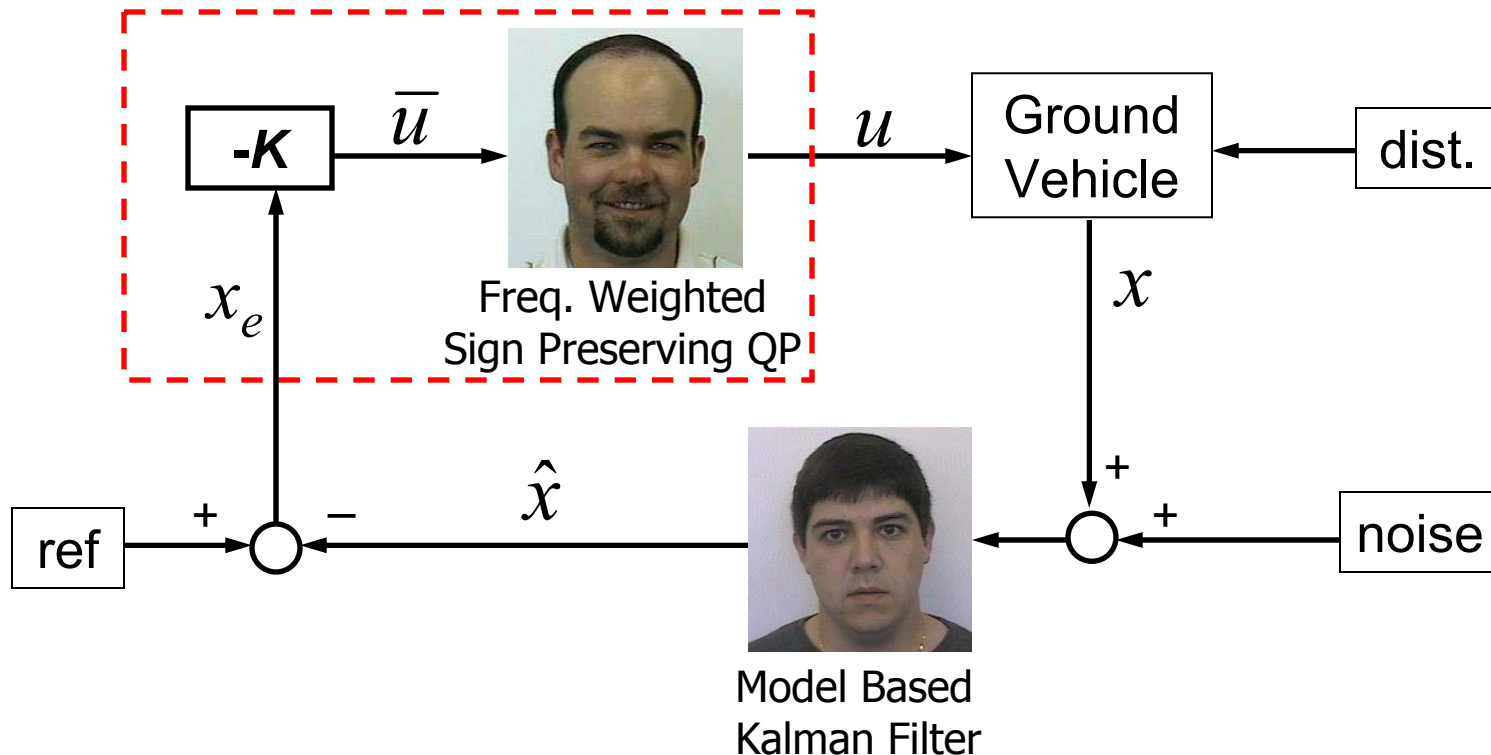 -K
u̅
u
Ground
Vehicle
dist.
Freq. Weighted
Sign Preserving QP
x_e
x
+
+
noise
x̂
ref
+
−
Model Based
Kalman Filter